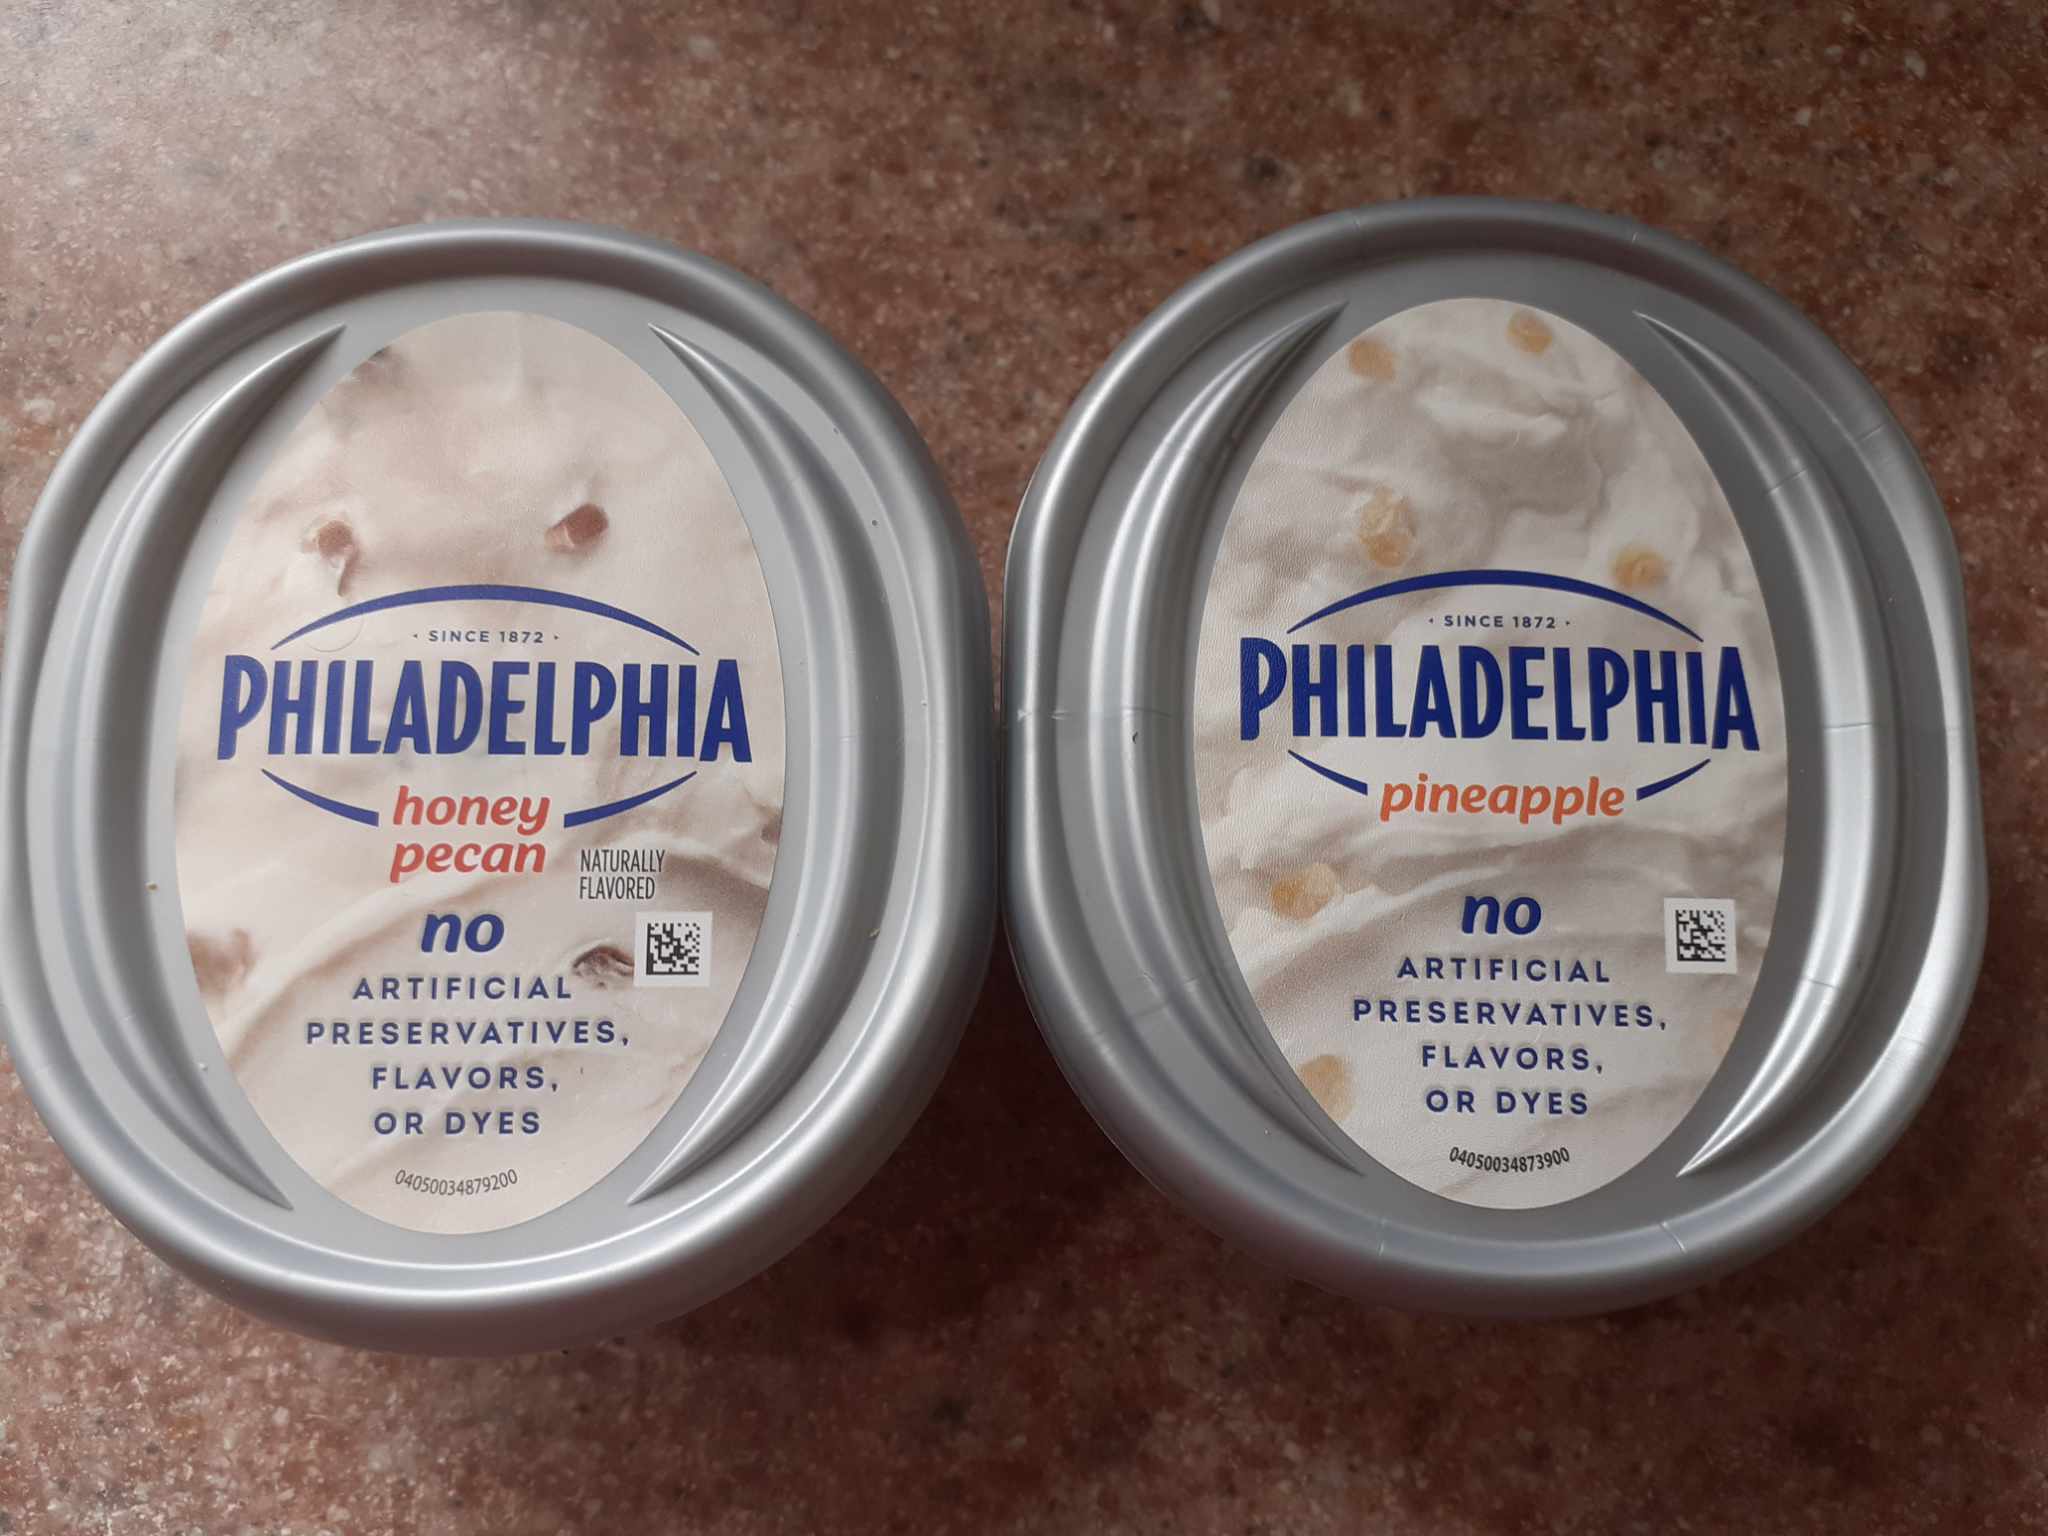 SINCE 1872
PHILADELPHIA
honey
pecan
NATURALLY
FLAVORED
no
ARTIFICIAL
PRESERVATIVES,
FLAVORS,
OR DYES
04050034879200
SINCE 1872
PHILADELPHIA
pineapple
no
ARTIFICIAL
PRESERVATIVES,
FLAVORS,
OR DYES
04050034873900